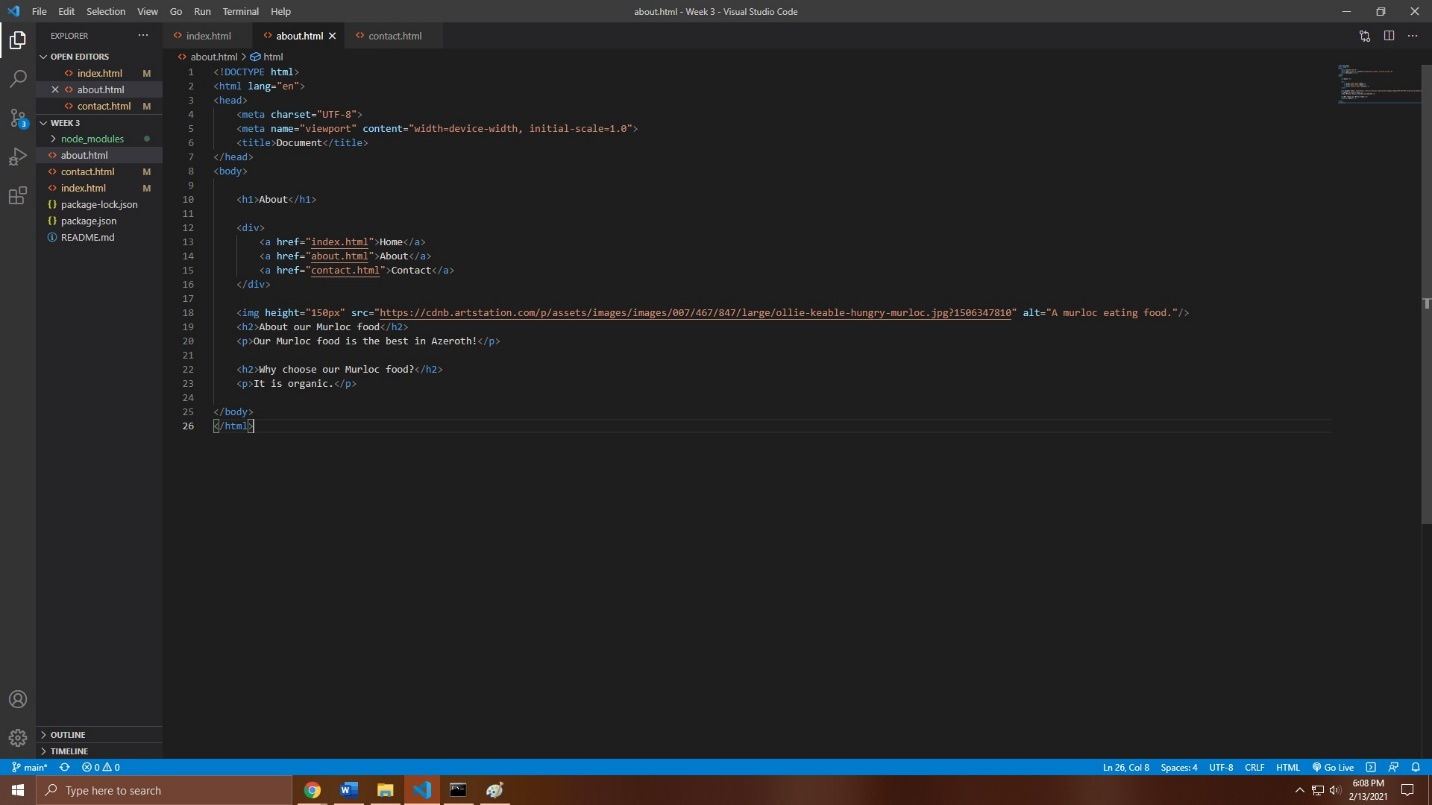 File Edit Selection View Go Run Terminal Help
about.html - Week 3 - Visual Studio Code
EXPLORER
OPEN EDITORS
index.html M
about.html
contact.html M
WEEK 3
node_modules
about.html
contact.html M
index.html M
package-lock.json
package.json
README.md
OUTLINE
TIMELINE
index.html about.html contact.html
about.html > html
1 <!DOCTYPE html>
2 <html lang="en">
3 <head>
4 <meta charset="UTF-8">
5 <meta name="viewport" content="width=device-width, initial-scale=1.0">
6 <title>Document</title>
7 </head>
8 <body>
9
10 <h1>About</h1>
11
12 <div>
13 <a href="index.html">Home</a>
14 <a href="about.html">About</a>
15 <a href="contact.html">Contact</a>
16 </div>
17
18 <img height="150px" src="https://cdnb.artstation.com/p/assets/images/images/007/467/847/large/ollie-keable-hungry-murloc.jpg?1506347810" alt="A murloc eating food."/>
19 <h2>About our Murloc food</h2>
20 <p>Our Murloc food is the best in Azeroth!</p>
21
22 <h2>Why choose our Murloc food?</h2>
23 <p>It is organic.</p>
24
25 </body>
26 </html>
3
main* 0 0
Ln 26, Col 8 Spaces: 4 UTF-8 CRLF HTML Go Live
Type here to search
6:08 PM
2/13/2021